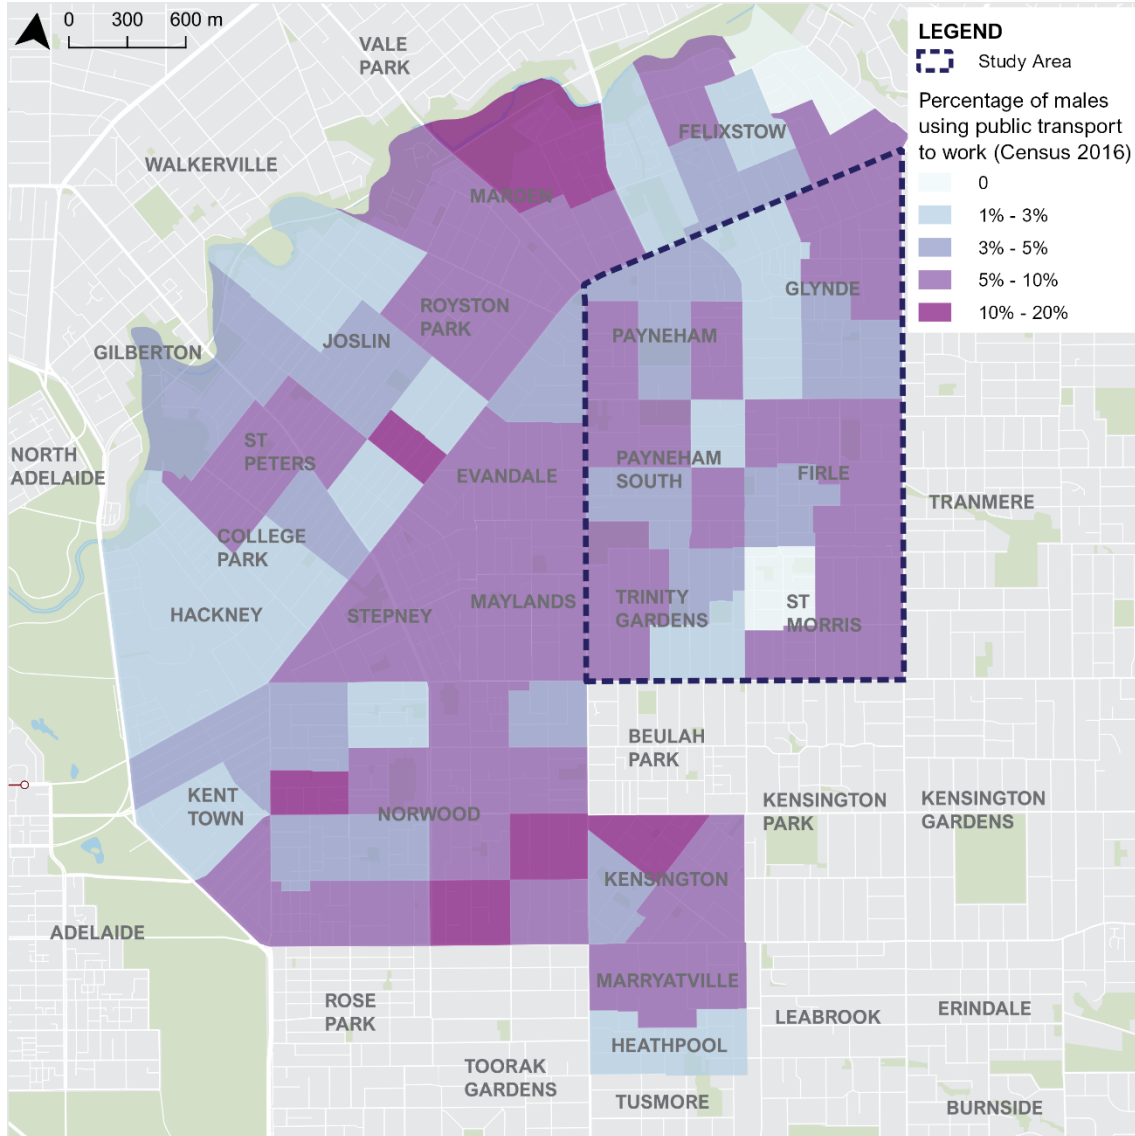 0 300 600 m
VALE
PARK
WALKERVILLE
FELIXSTOW
MARDEN
LEGEND
Study Area
Percentage of males
using public transport
to work (Census 2016)
0
1% - 3%
3% - 5%
5% - 10%
10% - 20%
GLYNDE
ROYSTON
PARK
PAYNEHAM
JOSLIN
GILBERTON
ST
PETERS
NORTH
ADELAIDE
EVANDALE
PAYNEHAM
SOUTH
FIRLE
TRANMERE
COLLEGE
PARK
HACKNEY
STEPNEY
MAYLANDS
TRINITY
GARDENS
ST
MORRIS
BEULAH
PARK
KENT
TOWN
NORWOOD
KENSINGTON
PARK
KENSINGTON
GARDENS
KENSINGTON
ADELAIDE
MARRYATVILLE
ROSE
PARK
LEABROOK
ERINDALE
HEATHPOOL
TOORAK
GARDENS
TUSMORE
BURNSIDE